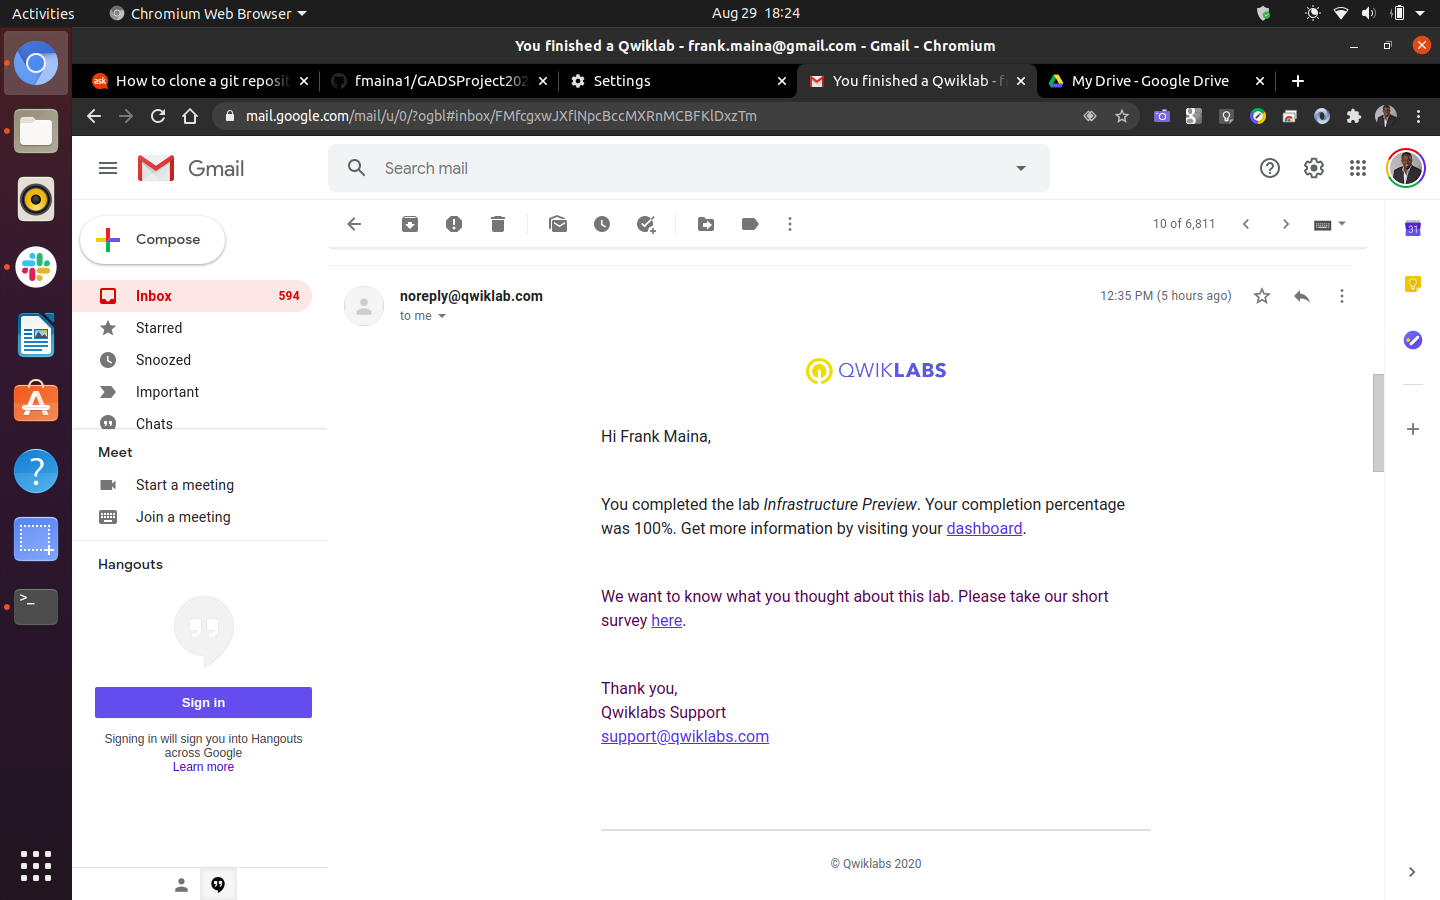 Activities
Chromium Web Browser
Aug 29 18:24
You finished a Qwiklab - frank.maina@gmail.com - Gmail - Chromium
ask
How to clone a git reposit
fmaina1/GADSProject202
Settings
You finished a Qwiklab - f
My Drive - Google Drive
mail.google.com/mail/u/0/?ogbl#inbox/FMfcgxwJXflNpcBccMXRnMCBFKlDxzTm
Gmail
Search mail
Compose
10 of 6,811
31
Inbox 594
Starred
Snoozed
Important
Chats
Meet
Start a meeting
Join a meeting
Hangouts
Sign in
Signing in will sign you into Hangouts
across Google
Learn more
noreply@qwiklab.com
12:35 PM (5 hours ago)
to me
QWIKLABS
Hi Frank Maina,
You completed the lab Infrastructure Preview. Your completion percentage
was 100%. Get more information by visiting your dashboard.
We want to know what you thought about this lab. Please take our short
survey here.
Thank you,
Qwiklabs Support
support@qwiklabs.com
© Qwiklabs 2020